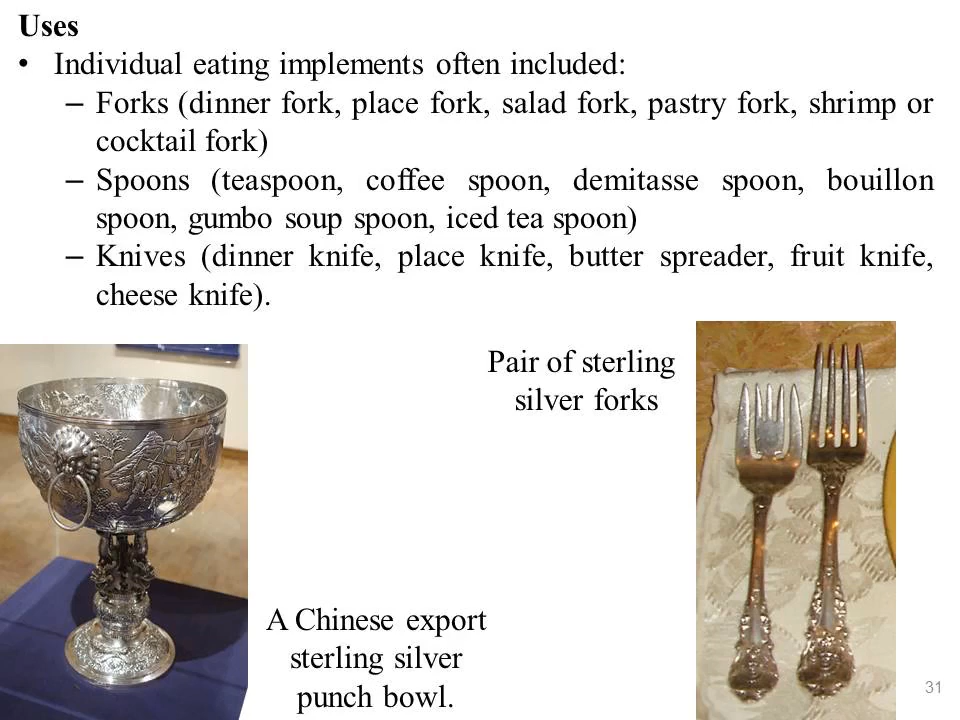 Uses
• Individual eating implements often included:
– Forks (dinner fork, place fork, salad fork, pastry fork, shrimp or
cocktail fork)
– Spoons (teaspoon, coffee spoon, demitasse spoon, bouillon
spoon, gumbo soup spoon, iced tea spoon)
– Knives (dinner knife, place knife, butter spreader, fruit knife,
cheese knife).
Pair of sterling
silver forks
A Chinese export
sterling silver
punch bowl.
31